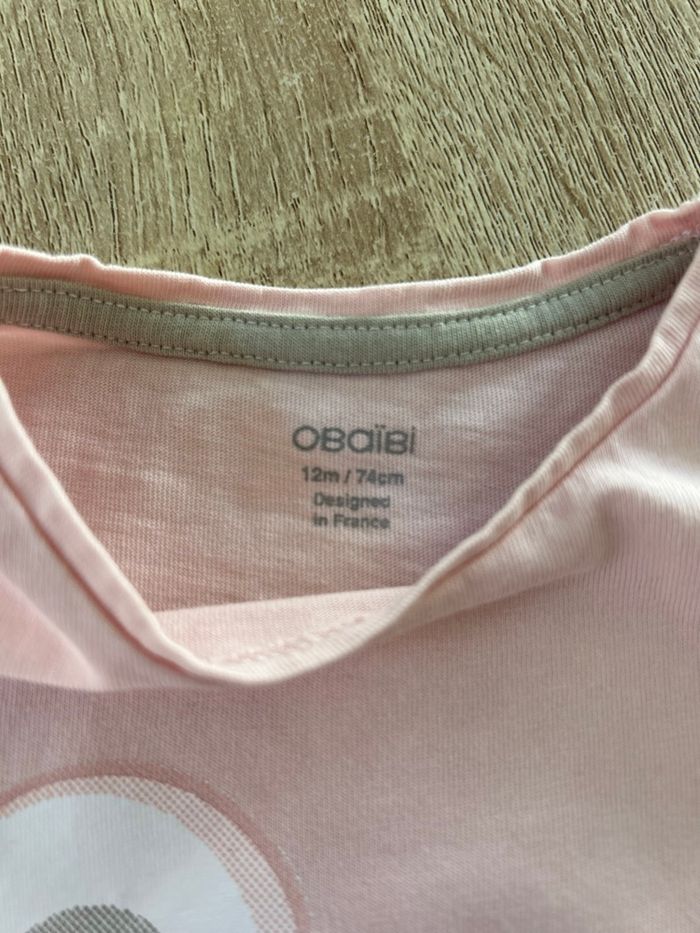 OBaïBi
12m / 74cm
Designed
in France